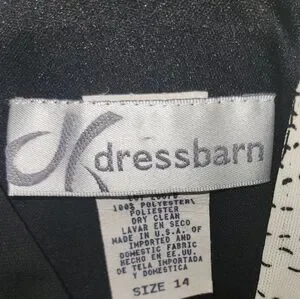 dressbarn
100% POLYESTER
POLIESTER
DRY CLEAN
LAVAR EN SECO
MADE IN U.S.A. OF
IMPORTED AND
DOMESTIC FABRIC
HECHO EN EE.UU.
DE TELA IMPORTADA
Y DOMESTICA
SIZE 14